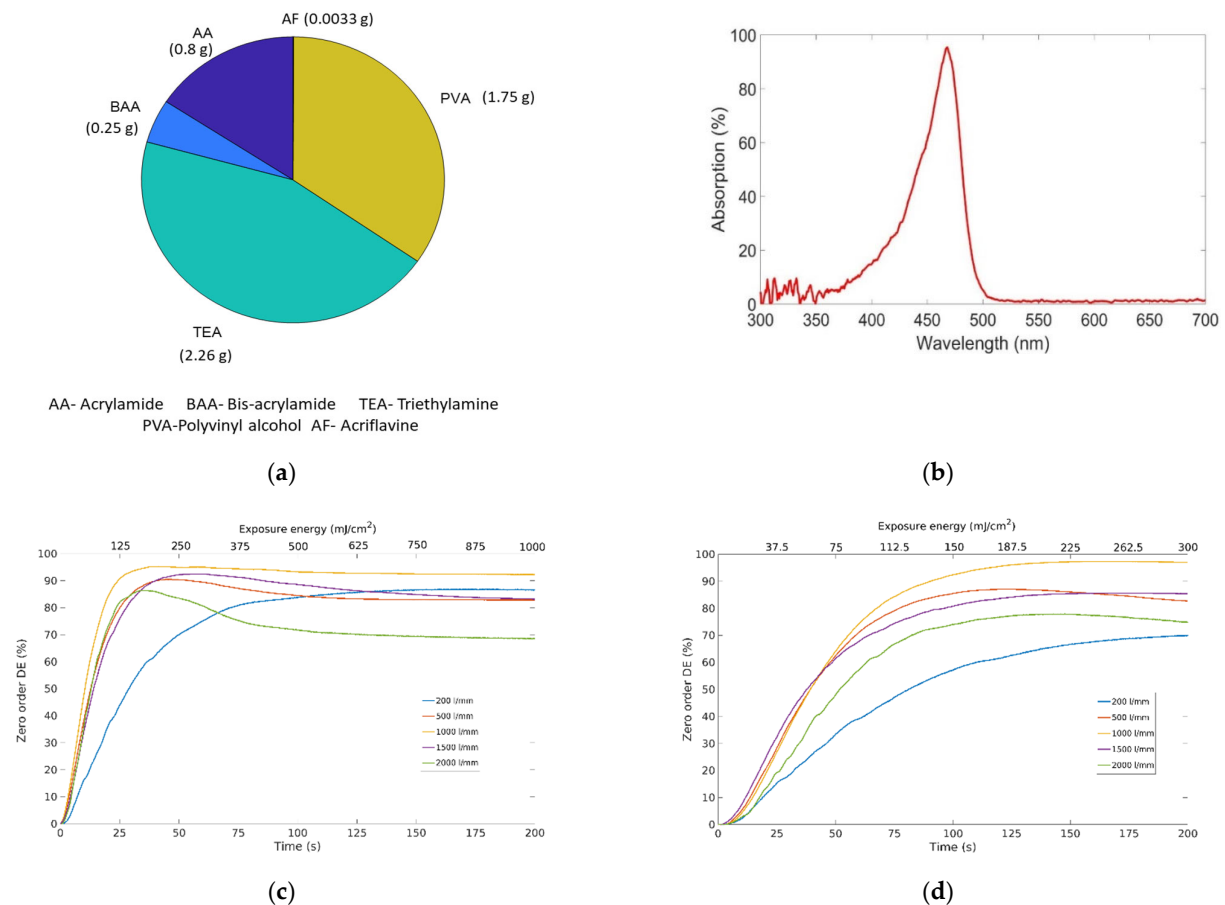 AF (0.0033 g)
AA
(0.8 g)
PVA (1.75 g)
BAA
(0.25 g)
TEA
(2.26 g)
AA- Acrylamide BAA- Bis-acrylamide TEA- Triethylamine
PVA-Polyvinyl alcohol AF- Acriflavine
(a)
100
80
60
40
20
0
Absorption (%)
300 350 400 450 500 550 600 650 700
Wavelength (nm)
(b)
Exposure energy (mJ/cm²)
125 250 375 500 625 750 875 1000
100
90
80
70
60
50
40
30
20
10
0
Zero order DE (%)
200 l/mm
500 l/mm
1000 l/mm
1500 l/mm
2000 l/mm
0 25 50 75 100 125 150 175 200
Time (s)
(c)
Exposure energy (mJ/cm²)
37.5 75 112.5 150 187.5 225 262.5 300
100
90
80
70
60
50
40
30
20
10
0
Zero order DE (%)
200 l/mm
500 l/mm
1000 l/mm
1500 l/mm
2000 l/mm
0 25 50 75 100 125 150 175 200
Time (s)
(d)